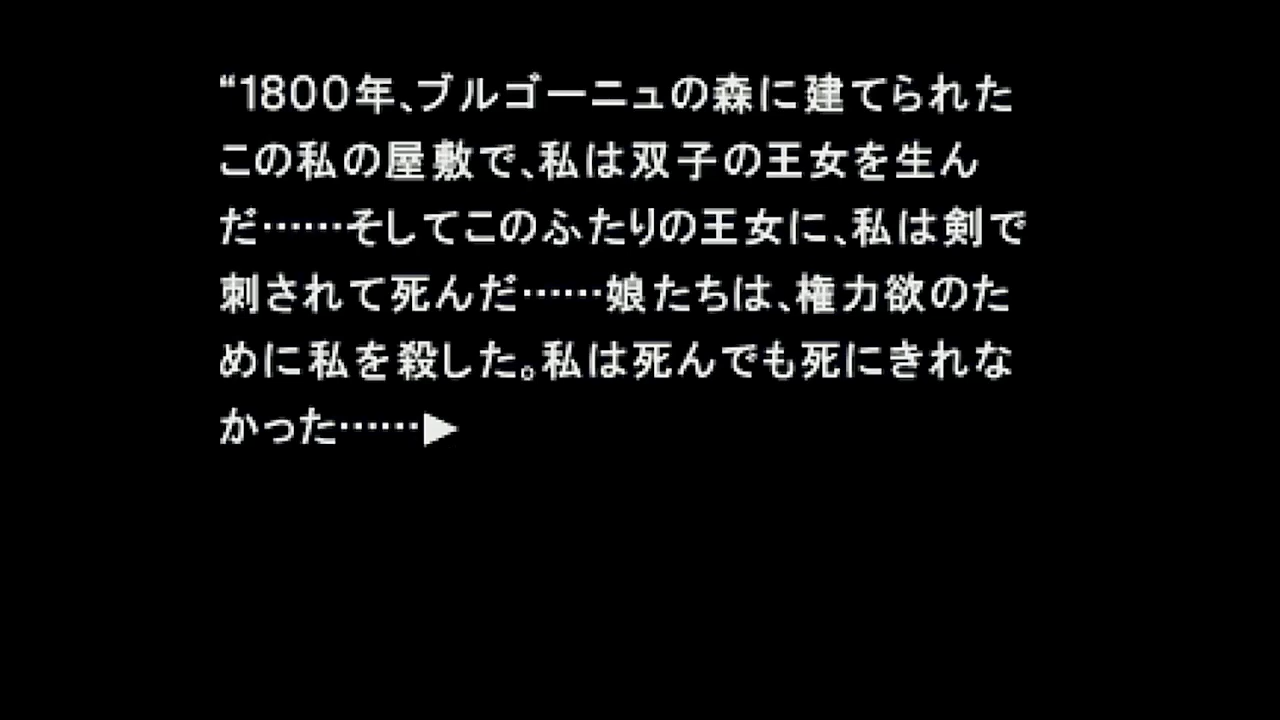 “1800年、ブルゴーニュの森に建てられた
この私の屋敷で、私は双子の王女を生ん
だ……そしてこのふたりの王女に、私は剣で
刺されて死んだ……娘たちは、権力欲のた
めに私を殺した。私は死んでも死にきれな
かった……▶